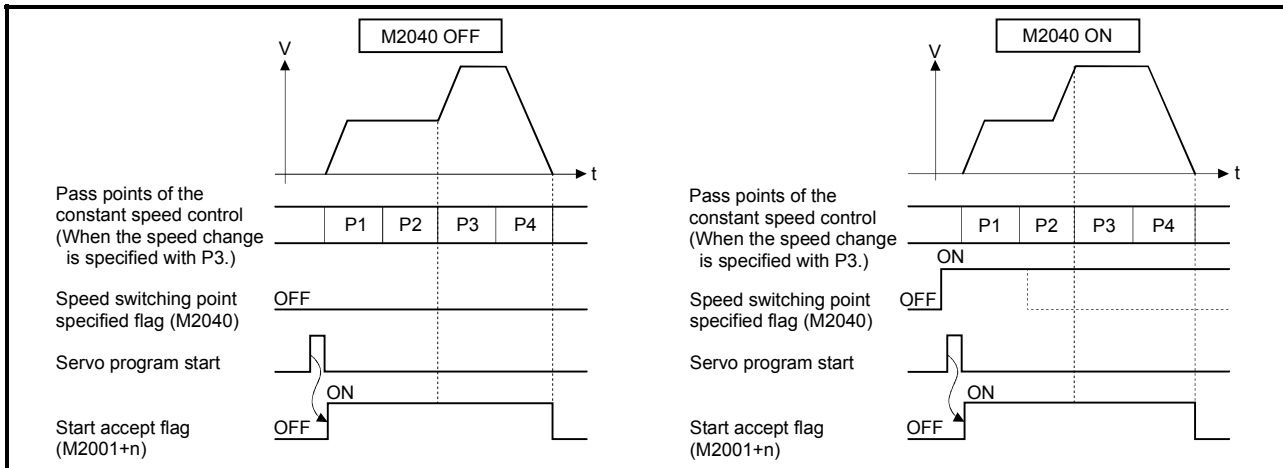 M2040 OFF
V
t
Pass points of the
constant speed control
(When the speed change
is specified with P3.)
P1 P2 P3 P4
Speed switching point
specified flag (M2040)
OFF
Servo program start
ON
Start accept flag
(M2001+n)
OFF
M2040 ON
V
t
Pass points of the
constant speed control
(When the speed change
is specified with P3.)
P1 P2 P3 P4
ON
Speed switching point
specified flag (M2040)
OFF
Servo program start
ON
Start accept flag
(M2001+n)
OFF